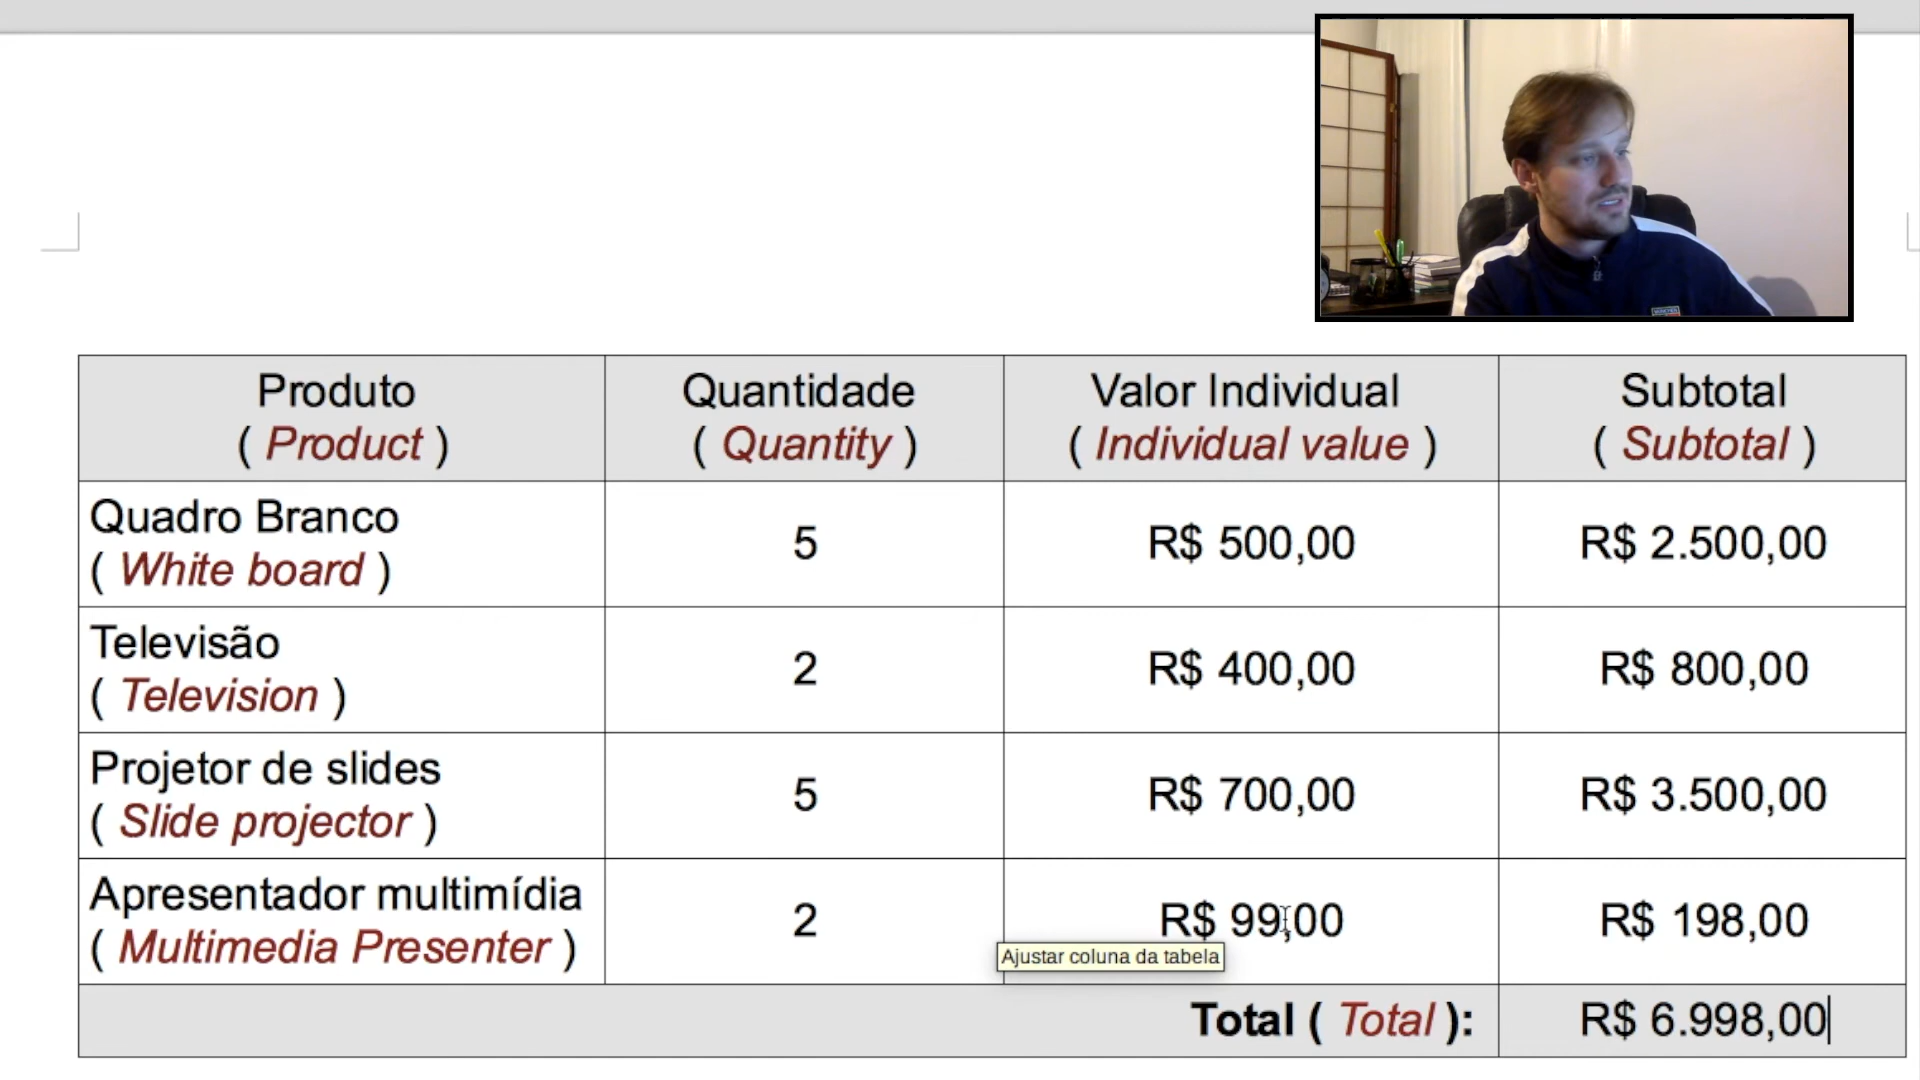 Produto
( Product )
Quantidade
( Quantity )
Valor Individual
( Individual value )
Subtotal
( Subtotal )
Quadro Branco
( White board )
5
R$ 500,00
R$ 2.500,00
Televisão
( Television )
2
R$ 400,00
R$ 800,00
Projetor de slides
( Slide projector )
5
R$ 700,00
R$ 3.500,00
Apresentador multimídia
( Multimedia Presenter )
2
R$ 99,00
R$ 198,00
Ajustar coluna da tabela
Total ( Total ):
R$ 6.998,00